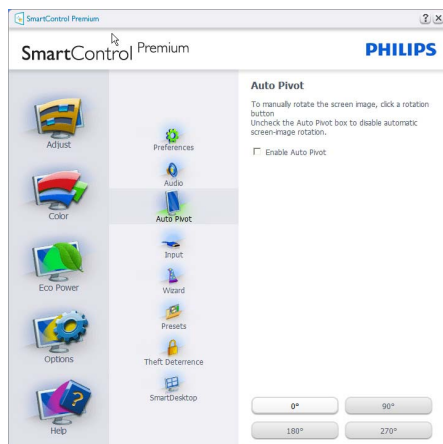 SmartControl Premium
SmartControl Premium
PHILIPS
Adjust
Color
Eco Power
Options
Help
Preferences
Audio
Auto Pivot
Input
Wizard
Presets
Theft Deterrence
SmartDesktop
Auto Pivot
To manually rotate the screen image, click a rotation
button
Uncheck the Auto Pivot box to disable automatic
screen-image rotation.
Enable Auto Pivot
0°
90°
180°
270°